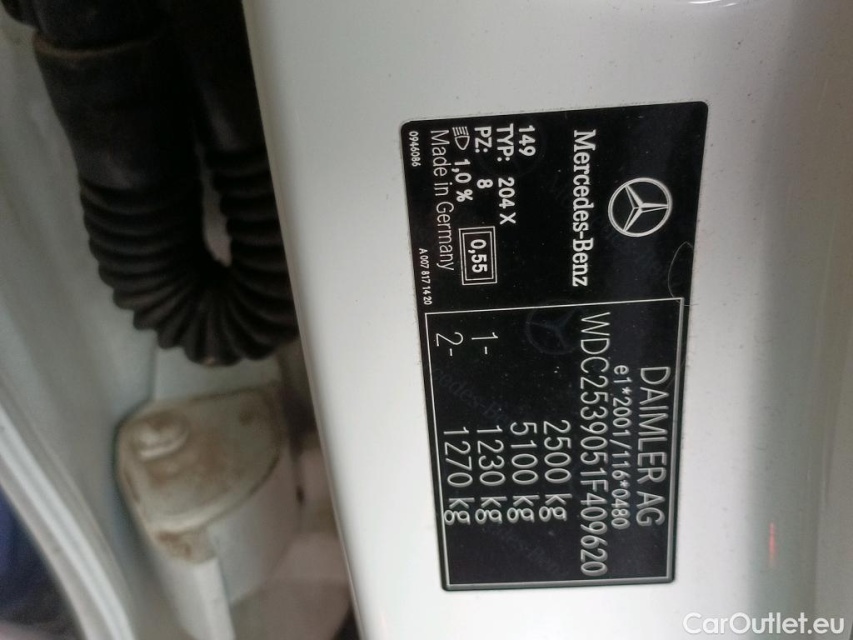 Mercedes-Benz
149
TYP: 204 X
PZ: 8
1,0 %
0,55
Made in Germany
0946086
A 007 817 14 20
DAIMLER AG
e1*2001/116*0480
WDC2539051F409620
2500 kg
5100 kg
1- 1230 kg
2- 1270 kg
CarOutlet.eu